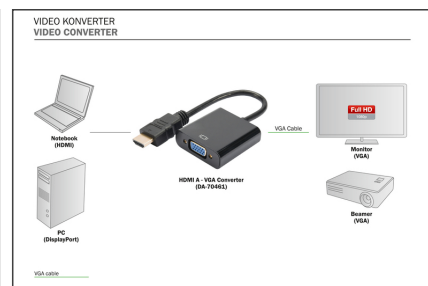 VIDEO KONVERTER
VIDEO CONVERTER
Notebook
(HDMI)
VGA Cable
Full HD
Monitor
(VGA)
HDMI A - VGA Converter
(DA-70461)
PC
(DisplayPort)
Beamer
(VGA)
VGA cable